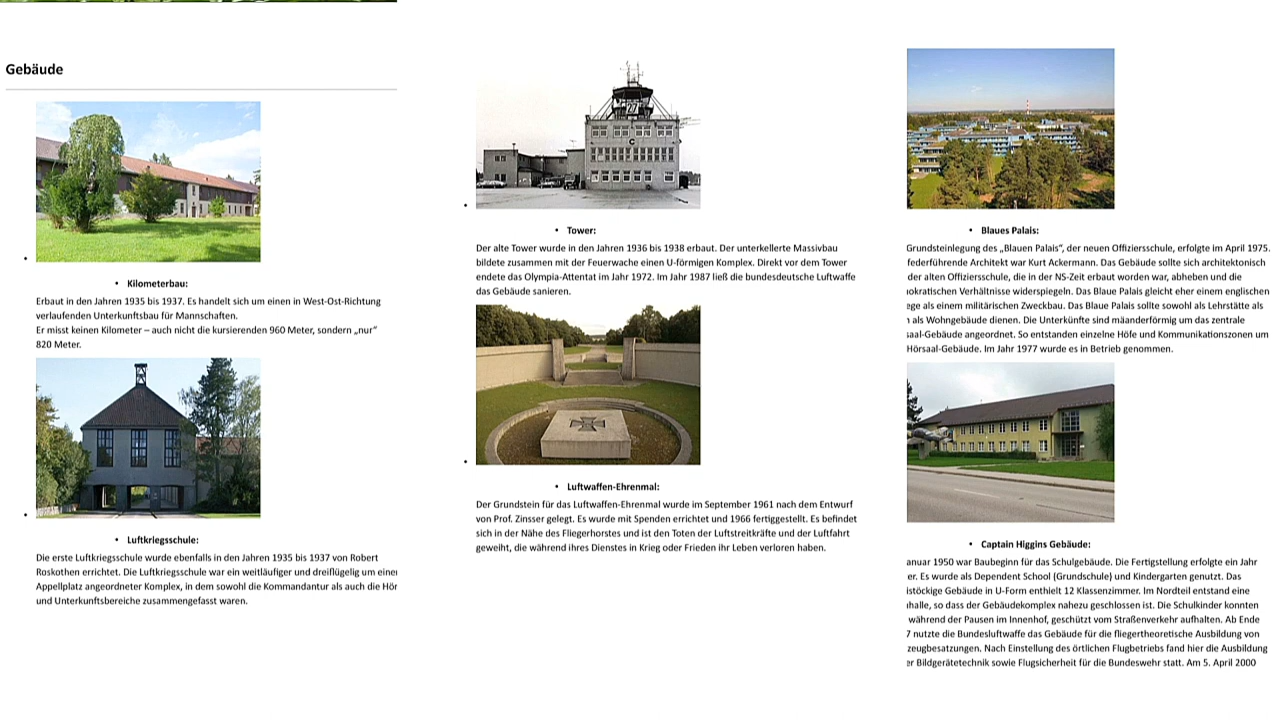 Gebäude
• Kilometerbau:
Erbaut in den Jahren 1935 bis 1937. Es handelt sich um einen in West-Ost-Richtung
verlaufenden Unterkunftsbau für Mannschaften.
Er misst keinen Kilometer – auch nicht die kursierenden 960 Meter, sondern „nur“
820 Meter.
• Luftkriegsschule:
Die erste Luftkriegsschule wurde ebenfalls in den Jahren 1935 bis 1937 von Robert
Roskothen errichtet. Die Luftkriegsschule war ein weitläufiger und dreiflügelig um
Appellplatz angeordneter Komplex, in dem sowohl die Kommandantur als auch die
und Unterkunftsbereiche zusammengefasst waren.
• Tower:
Der alte Tower wurde in den Jahren 1936 bis 1938 erbaut. Der unterkellerte Massivbau
bildete zusammen mit der Feuerwache einen U-förmigen Komplex. Direkt vor dem Tower
endete das Olympia-Attentat im Jahr 1972. Im Jahr 1987 ließ die bundesdeutsche Luftwaffe
das Gebäude sanieren.
• Luftwaffen-Ehrenmal:
Der Grundstein für das Luftwaffen-Ehrenmal wurde im September 1961 nach dem Entwurf
von Prof. Zinsser gelegt. Es wurde mit Spenden errichtet und 1966 fertiggestellt. Es befindet
sich in der Nähe des Fliegerhorstes und ist den Toten der Luftstreitkräfte und der Luftfahrt
geweiht, die während ihres Dienstes in Krieg oder Frieden ihr Leben verloren haben.
• Blaues Palais:
Grundsteinlegung des „Blauen Palais“, der neuen Offiziersschule, erfolgte im April 1975.
federführende Architekt war Kurt Ackermann. Das Gebäude sollte sich architektonisch
der alten Offiziersschule, die in der NS-Zeit erbaut worden war, abheben und die
Verhältnisse widerspiegeln. Das Blaue Palais gleicht eher einem englischen
als einem militärischen Zweckbau. Das Blaue Palais sollte sowohl als Lehrstätte als
als Wohngebäude dienen. Die Unterkünfte sind mäanderförmig um das zentrale
angeordnet. So entstanden einzelne Höfe und Kommunikationszonen um
Hörsaal-Gebäude. Im Jahr 1977 wurde es in Betrieb genommen.
• Captain Higgins Gebäude:
1950 war Baubeginn für das Schulgebäude. Die Fertigstellung erfolgte ein Jahr
Es wurde als Dependent School (Grundschule) und Kindergarten genutzt. Das
Gebäude in U-Form enthielt 12 Klassenzimmer. Im Nordteil entstand eine
so dass der Gebäudekomplex nahezu geschlossen ist. Die Schulkinder konnten
während der Pausen im Innenhof, geschützt vom Straßenverkehr aufhalten. Ab Ende
nutzte die Bundesluftwaffe das Gebäude für die fliegertheoretische Ausbildung von
Nach Einstellung des örtlichen Flugbetriebs fand hier die Ausbildung
Bildgerätetechnik sowie Flugsicherheit für die Bundeswehr statt. Am 5. April 2000